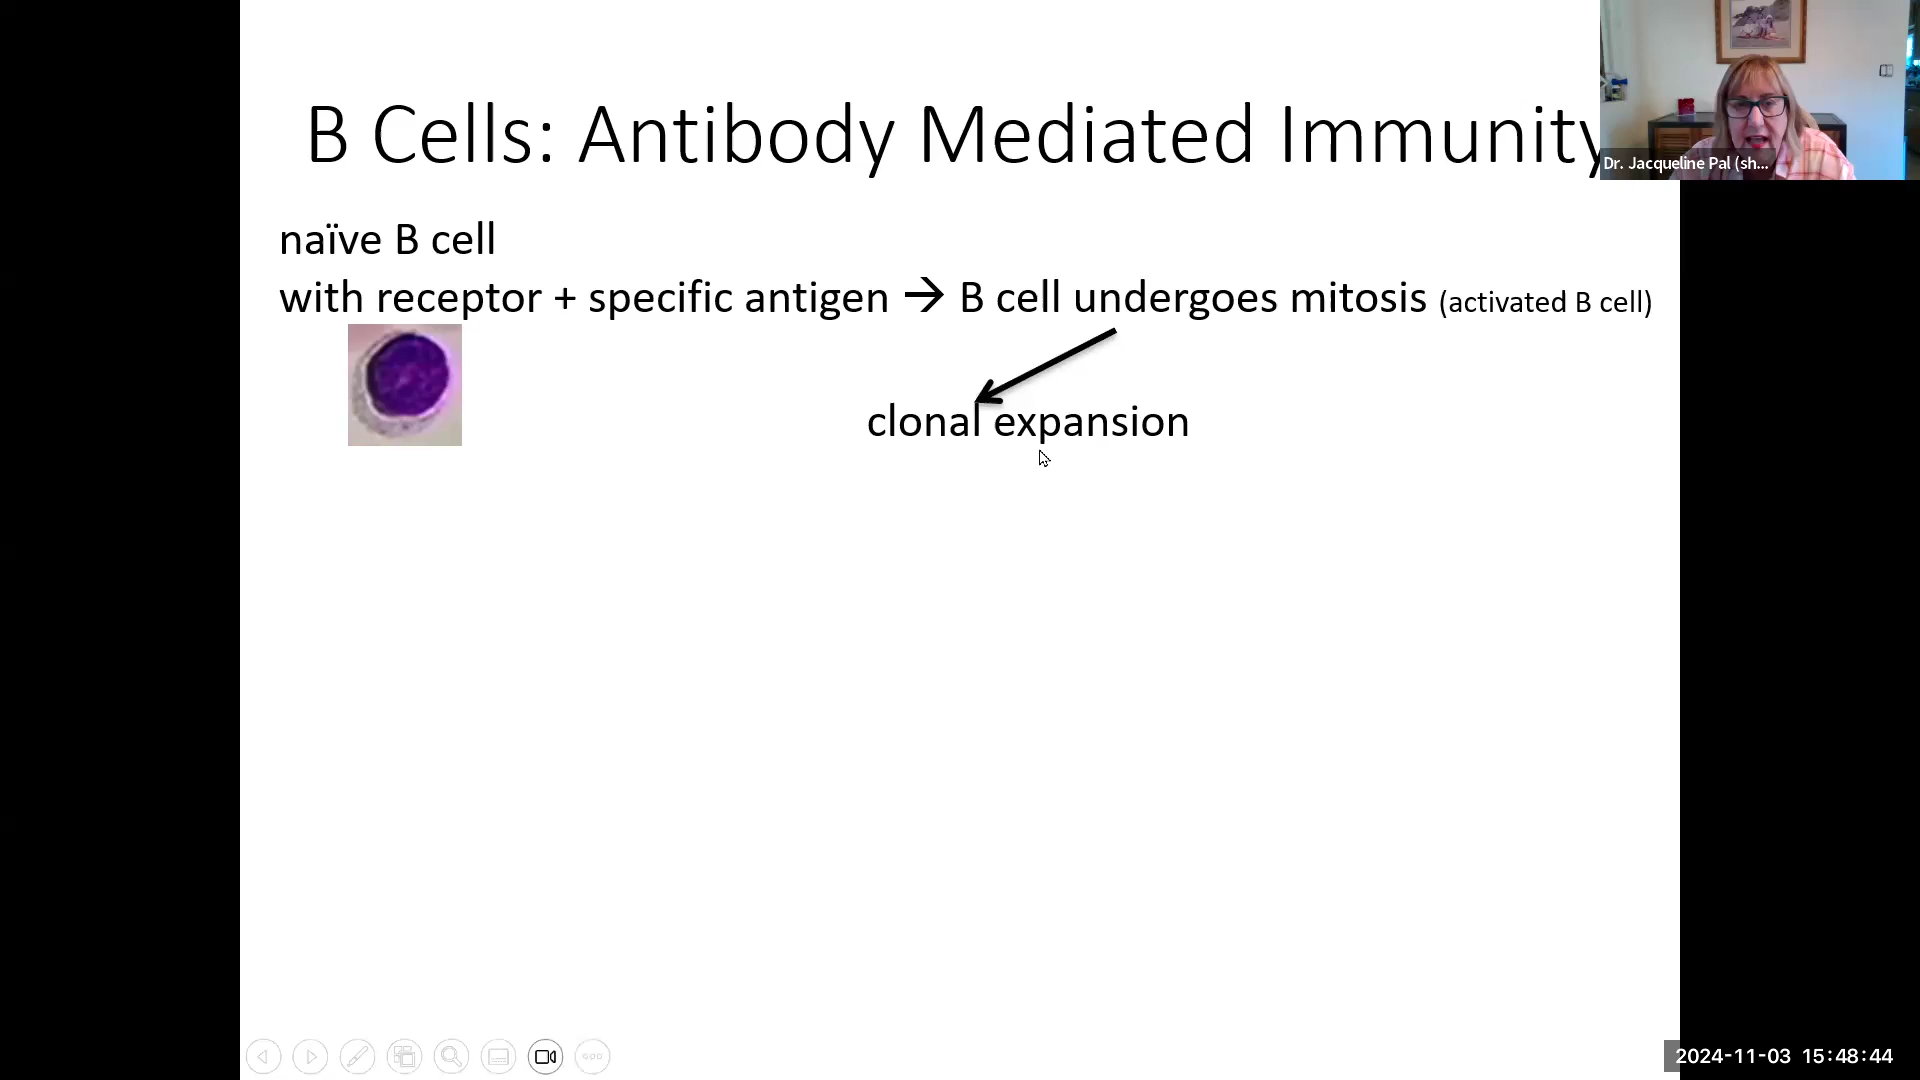 B Cells: Antibody Mediated Immunity
Dr. Jacqueline Pal (sh...
naïve B cell
with receptor + specific antigen → B cell undergoes mitosis (activated B cell)
clonal expansion
2024-11-03 15:48:44